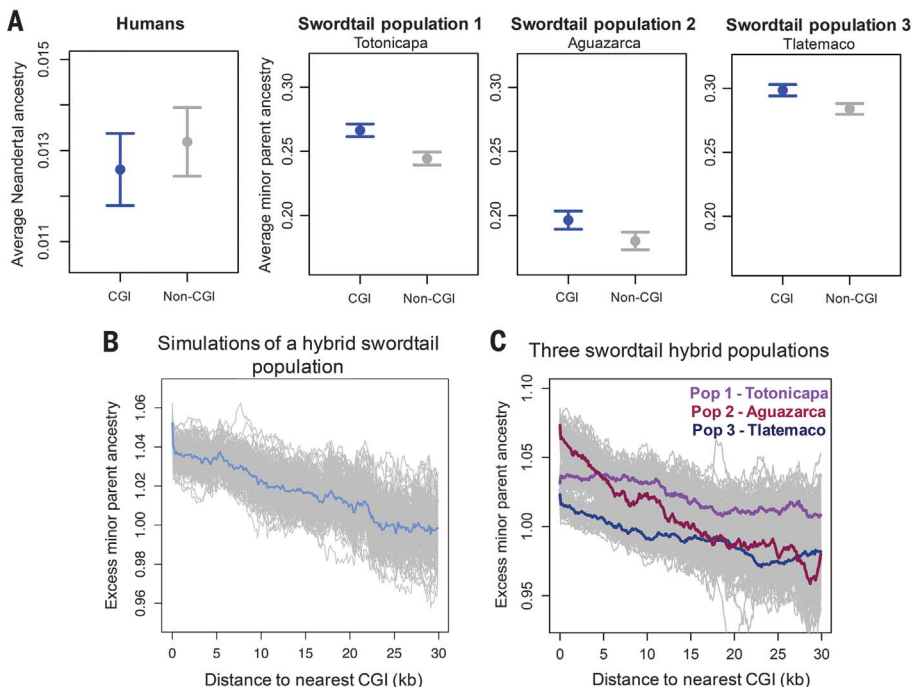 A
Humans
Swordtail population 1
Totonicapa
Swordtail population 2
Aguazarca
Swordtail population 3
Tlatemaco
Average Neandertal ancestry
0.015
0.013
0.011
CGI Non-CGI
Average minor parent ancestry
0.30
0.25
0.20
CGI Non-CGI
0.30
0.25
0.20
CGI Non-CGI
0.30
0.25
0.20
CGI Non-CGI
B
Simulations of a hybrid swordtail
population
Excess minor parent ancestry
1.06
1.04
1.02
1.00
0.98
0.96
0 5 10 15 20 25 30
Distance to nearest CGI (kb)
C
Three swordtail hybrid populations
Pop 1 - Totonicapa
Pop 2 - Aguazarca
Pop 3 - Tlatemaco
Excess minor parent ancestry
1.10
1.05
1.00
0.95
0 5 10 15 20 25 30
Distance to nearest CGI (kb)